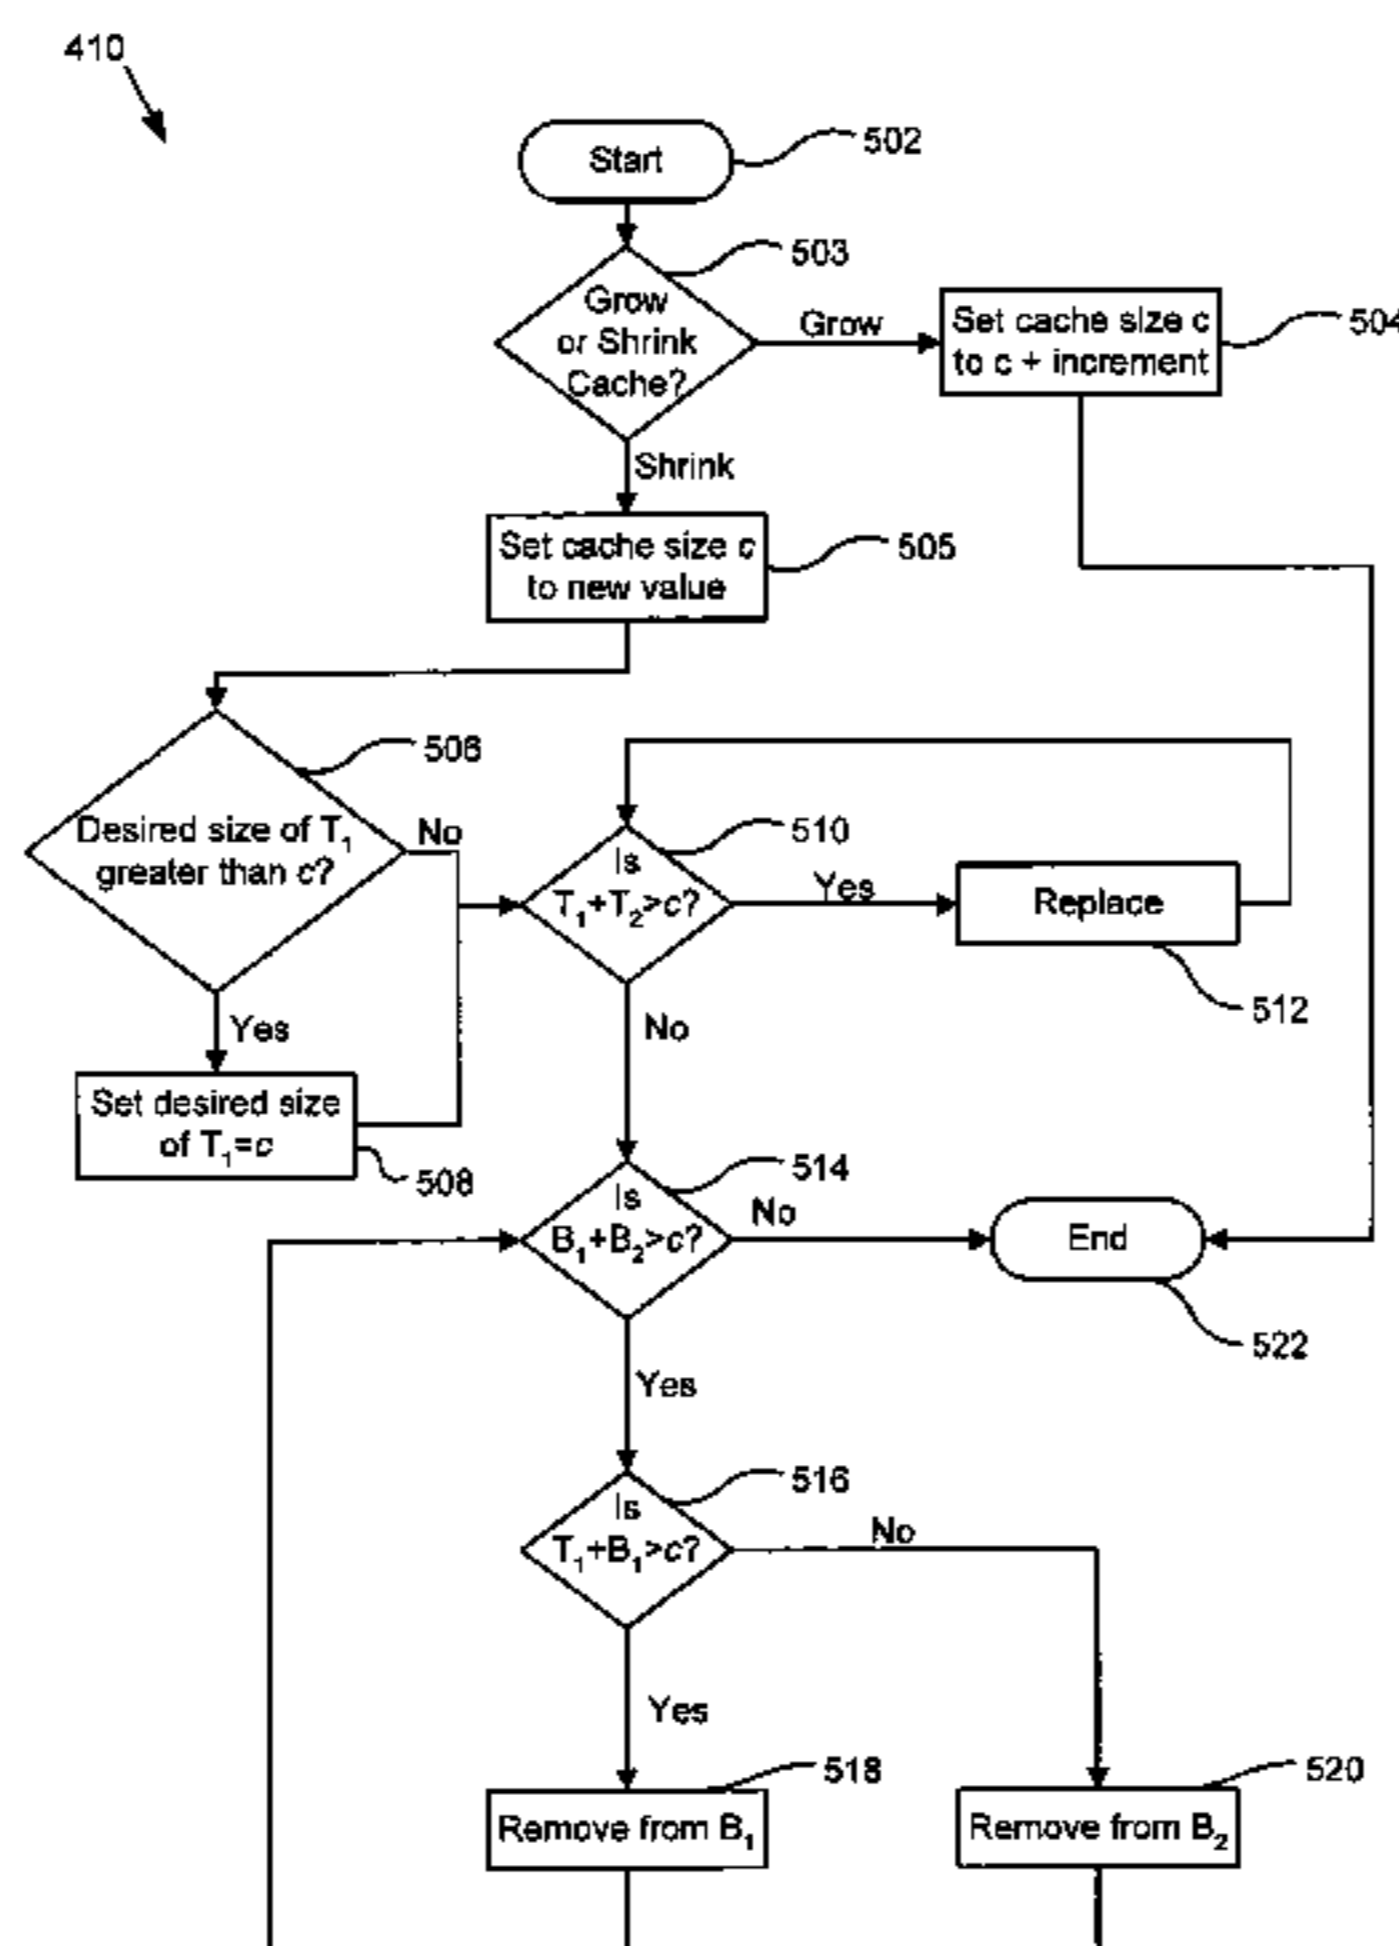 410
Start
502
503
Grow
or Shrink
Cache?
Grow
Set cache size c
to c + increment
504
Shrink
Set cache size c
to new value
505
506
Desired size of T₁
greater than c?
No
510
Is
T₁+T₂>c?
Yes
Replace
512
Yes
No
Set desired size
of T₁=c
508
514
Is
B₁+B₂>c?
No
End
522
Yes
516
Is
T₁+B₁>c?
No
Yes
518
520
Remove from B₁
Remove from B₂